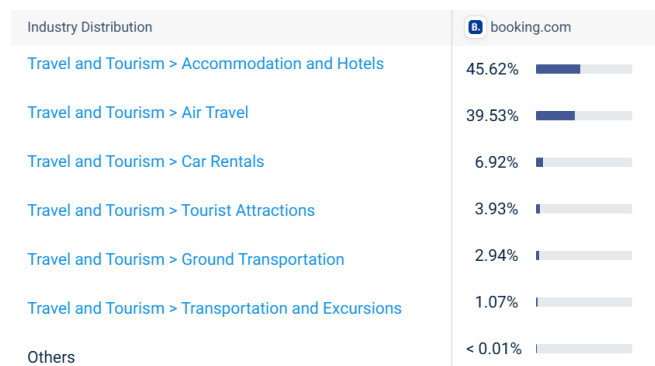 Industry Distribution B. booking.com
Travel and Tourism > Accommodation and Hotels 45.62%
Travel and Tourism > Air Travel 39.53%
Travel and Tourism > Car Rentals 6.92%
Travel and Tourism > Tourist Attractions 3.93%
Travel and Tourism > Ground Transportation 2.94%
Travel and Tourism > Transportation and Excursions 1.07%
Others < 0.01%